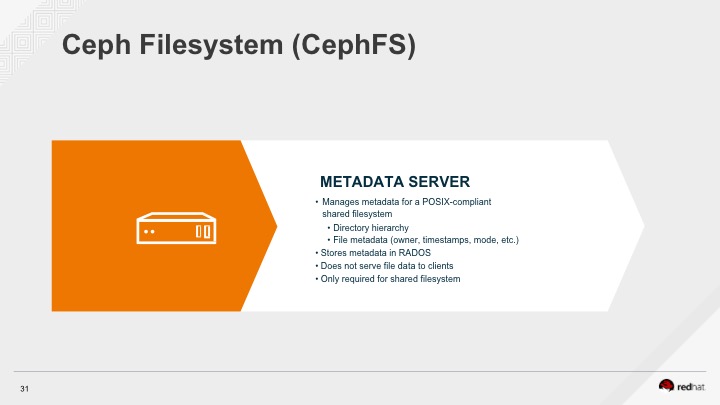 Ceph Filesystem (CephFS)
METADATA SERVER
• Manages metadata for a POSIX-compliant
shared filesystem
• Directory hierarchy
• File metadata (owner, timestamps, mode, etc.)
• Stores metadata in RADOS
• Does not serve file data to clients
• Only required for shared filesystem
31
redhat.